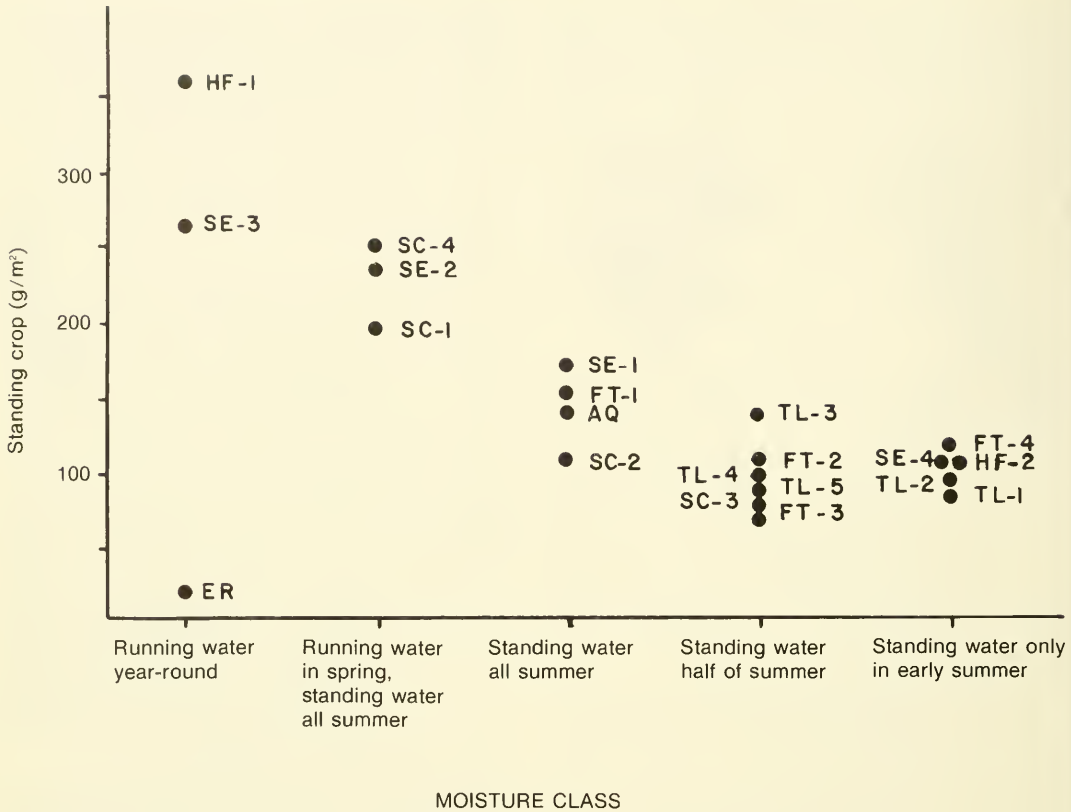 HF-1
300
SE-3
SC-4
SE-2
Standing crop (g/m²)
200
SC-1
SE-1
FT-1
AQ
TL-3
SC-2
FT-2
FT-4
SE-4
HF-2
100
TL-4
TL-5
TL-2
SC-3
FT-3
TL-1
ER
Running water
year-round
Running water
in spring,
standing water
all summer
Standing water
all summer
Standing water
half of summer
Standing water only
in early summer
MOISTURE CLASS